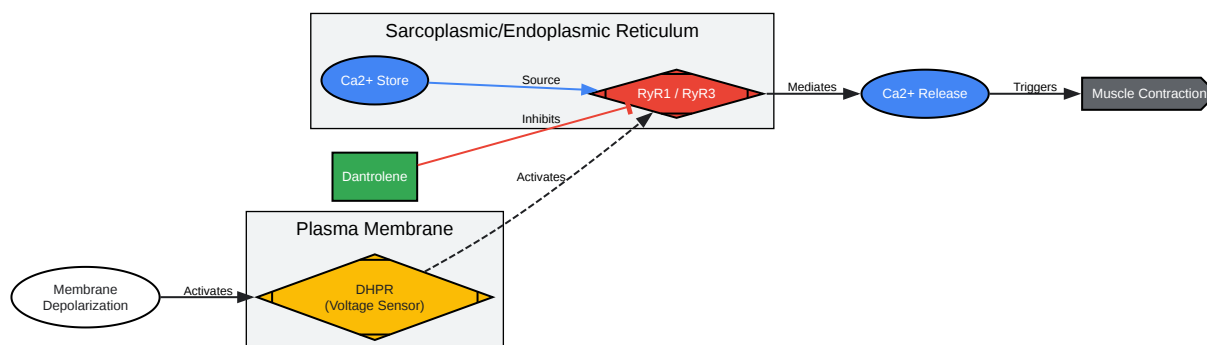 Sarcoplasmic/Endoplasmic Reticulum
Ca2+ Store
Source
RyR1 / RyR3
Mediates
Ca2+ Release
Triggers
Muscle Contraction
Inhibits
Dantrolene
Activates
Plasma Membrane
Membrane
Depolarization
Activates
DHPR
(Voltage Sensor)